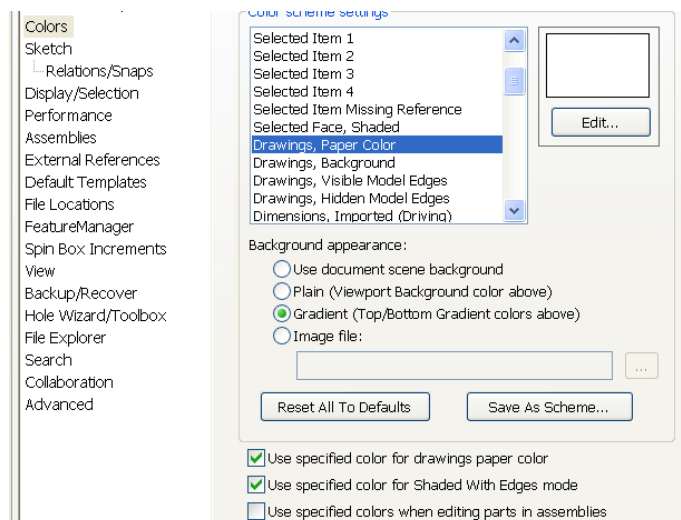 Colors
Sketch
Relations/Snaps
Display/Selection
Performance
Assemblies
External References
Default Templates
File Locations
FeatureManager
Spin Box Increments
View
Backup/Recover
Hole Wizard/Toolbox
File Explorer
Search
Collaboration
Advanced
Color scheme settings
Selected Item 1
Selected Item 2
Selected Item 3
Selected Item 4
Selected Item Missing Reference
Selected Face, Shaded
Drawings, Paper Color
Drawings, Background
Drawings, Visible Model Edges
Drawings, Hidden Model Edges
Dimensions, Imported (Driving)
Edit...
Background appearance:
Use document scene background
Plain (Viewport Background color above)
Gradient (Top/Bottom Gradient colors above)
Image file:
...
Reset All To Defaults
Save As Scheme...
Use specified color for drawings paper color
Use specified color for Shaded With Edges mode
Use specified colors when editing parts in assemblies